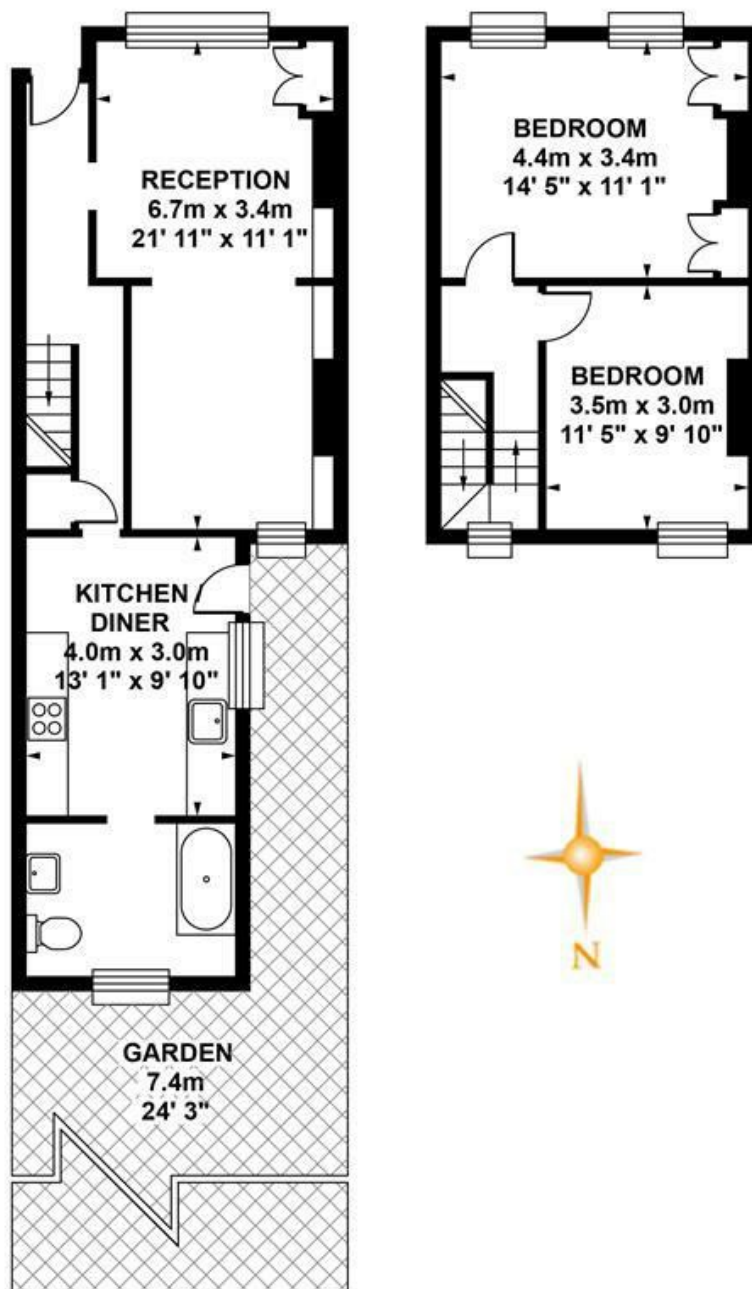 RECEPTION
6.7m x 3.4m
21' 11" x 11' 1"
BEDROOM
4.4m x 3.4m
14' 5" x 11' 1"
BEDROOM
3.5m x 3.0m
11' 5" x 9' 10"
KITCHEN /
DINER
4.0m x 3.0m
13' 1" x 9' 10"
N
GARDEN
7.4m
24' 3"